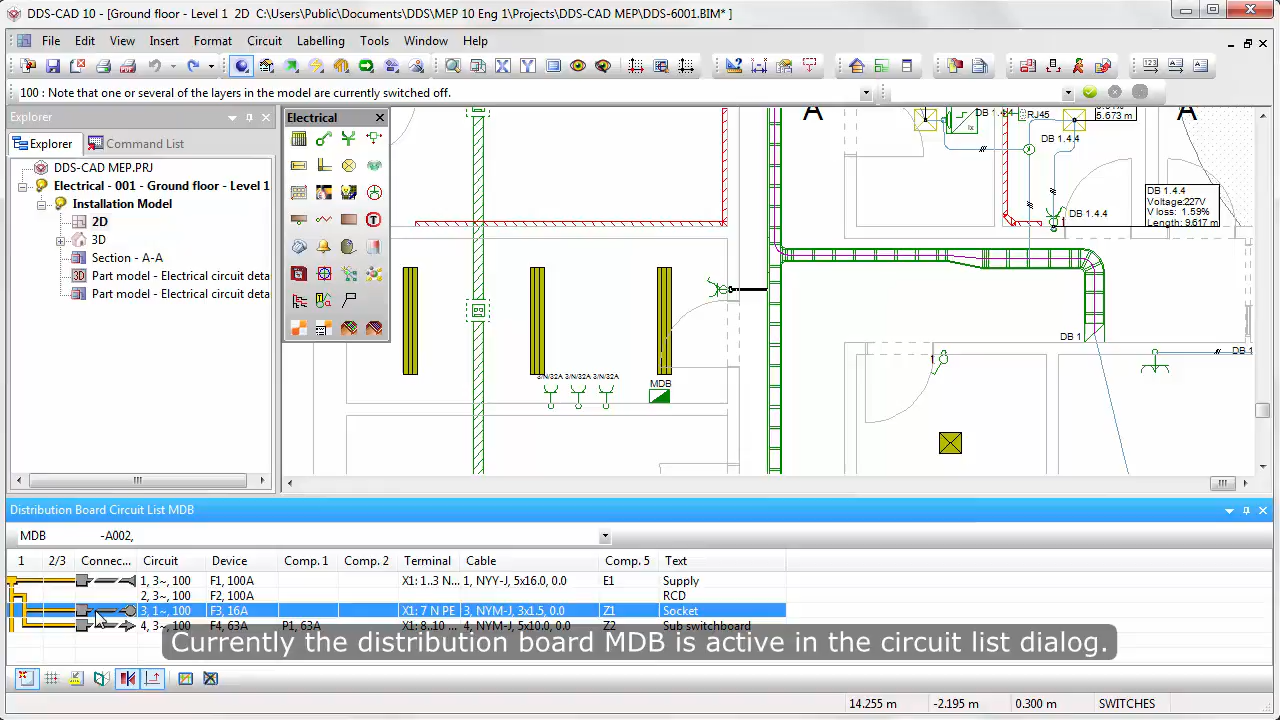 DDS-CAD 10 - [Ground floor - Level 1  2D  C:\Users\Public\Documents\DDS\MEP 10 Eng 1\Projects\DDS-6001.BIM* ]
File Edit View Insert Format Circuit Labelling Tools Window Help
100 : Note that one or several of the layers in the model are currently switched off.
Explorer
Explorer Command List
DDS-CAD MEP.PRJ
Electrical - 001 - Ground floor - Level 1
Installation Model
2D
3D
Section - A-A
Part model - Electrical circuit deta
Part model - Electrical circuit deta
Electrical
A
DB 1.4.4
RJ45
5.673 m
A
DB 1.4.4
DB 1.4.4
DB 1.4.4
Voltage:227V
V loss: 1.59%
Length: 9.617 m
DB 1
DB 1
3/N/32A 3/N/32A 3/N/32A
MDB
Distribution Board Circuit List MDB
MDB -A002,
1 2/3 Connec... Circuit Device Comp. 1 Comp. 2 Terminal Cable Comp. 5 Text
1, 3~, 100 F1, 100A X1: 1..3 N... 1, NYY-J, 5x16.0, 0.0 E1 Supply
2, 3~, 100 F2, 100A RCD
3, 1~, 100 F3, 16A X1: 7 N PE 3, NYM-J, 3x1.5, 0.0 Z1 Socket
4, 3~, 100 F4, 63A P1, 63A X1: 8..10 ... 4, NYM-J, 5x10.0, 0.0 Z2 Sub switchboard
Currently the distribution board MDB is active in the circuit list dialog.
14.255 m -2.195 m 0.300 m SWITCHES